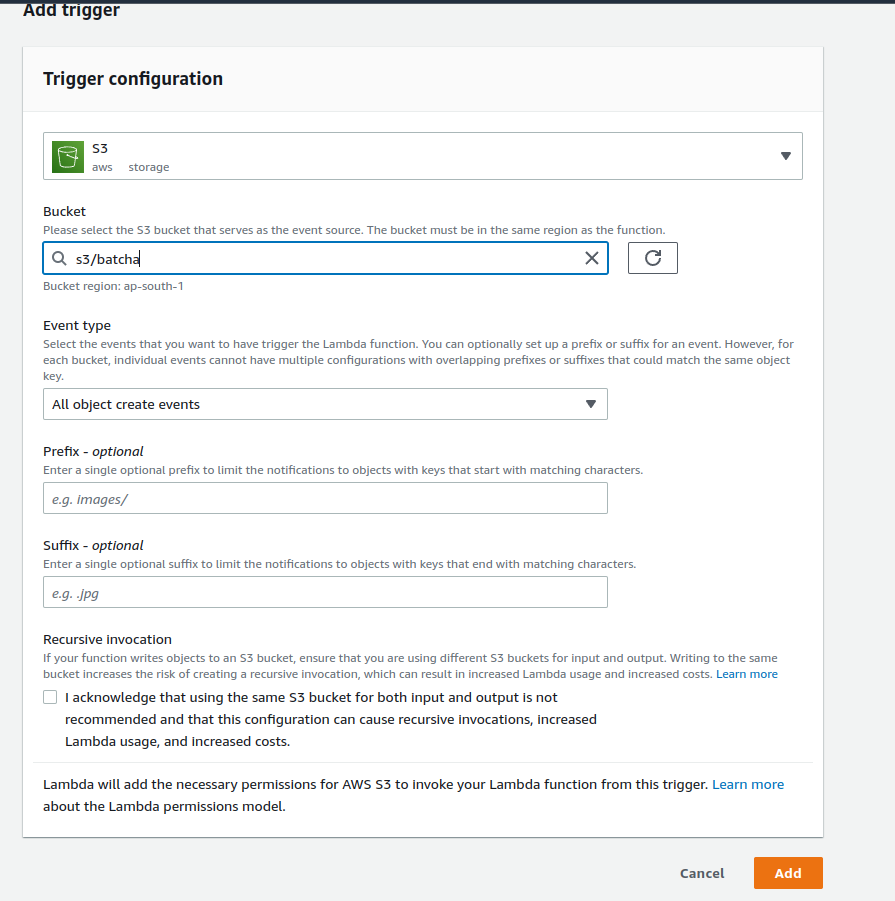 Add trigger
Trigger configuration
S3
aws storage
Bucket
Please select the S3 bucket that serves as the event source. The bucket must be in the same region as the function.
s3/batcha
Bucket region: ap-south-1
Event type
Select the events that you want to have trigger the Lambda function. You can optionally set up a prefix or suffix for an event. However, for
each bucket, individual events cannot have multiple configurations with overlapping prefixes or suffixes that could match the same object
key.
All object create events
Prefix - optional
Enter a single optional prefix to limit the notifications to objects with keys that start with matching characters.
e.g. images/
Suffix - optional
Enter a single optional suffix to limit the notifications to objects with keys that end with matching characters.
e.g. .jpg
Recursive invocation
If your function writes objects to an S3 bucket, ensure that you are using different S3 buckets for input and output. Writing to the same
bucket increases the risk of creating a recursive invocation, which can result in increased Lambda usage and increased costs. Learn more
I acknowledge that using the same S3 bucket for both input and output is not
recommended and that this configuration can cause recursive invocations, increased
Lambda usage, and increased costs.
Lambda will add the necessary permissions for AWS S3 to invoke your Lambda function from this trigger. Learn more
about the Lambda permissions model.
Cancel Add